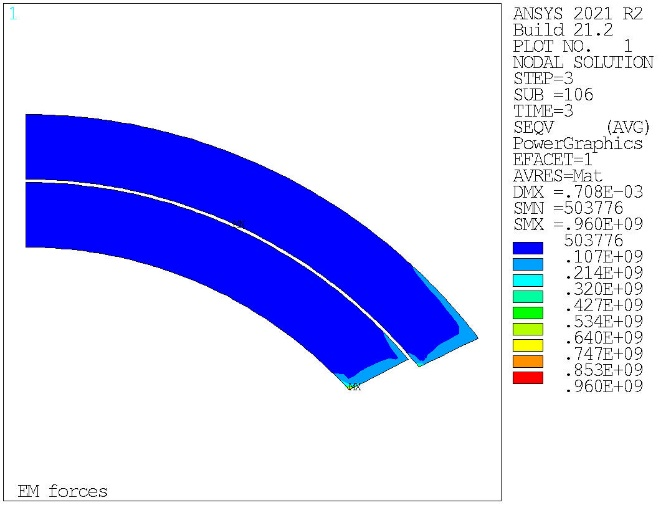 1
ANSYS 2021 R2
Build 21.2
PLOT NO. 1
NODAL SOLUTION
STEP=3
SUB =106
TIME=3
SEQV (AVG)
PowerGraphics
EFACET=1
AVRES=Mat
DMX =.708E-03
SMN =503776
SMX =.960E+09
503776
.107E+09
.214E+09
.320E+09
.427E+09
.534E+09
.640E+09
.747E+09
.853E+09
.960E+09
MX
EM forces